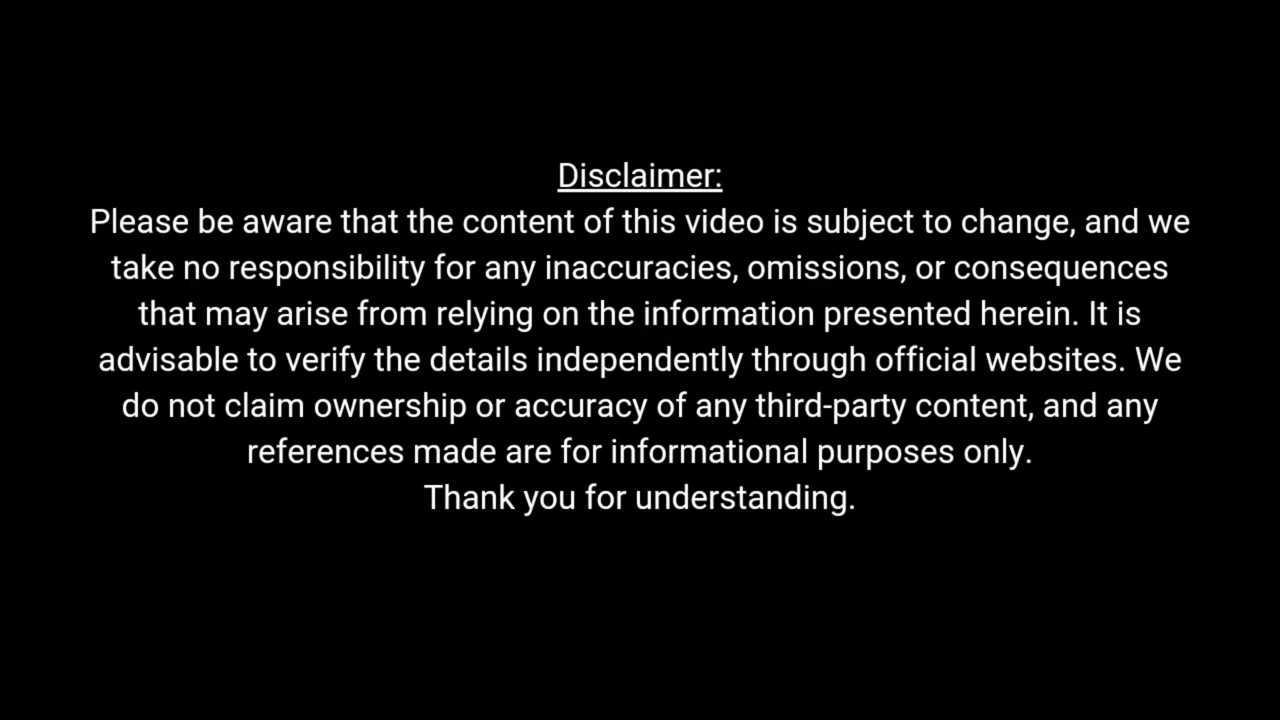 Disclaimer:
Please be aware that the content of this video is subject to change, and we
take no responsibility for any inaccuracies, omissions, or consequences
that may arise from relying on the information presented herein. It is
advisable to verify the details independently through official websites. We
do not claim ownership or accuracy of any third-party content, and any
references made are for informational purposes only.
Thank you for understanding.